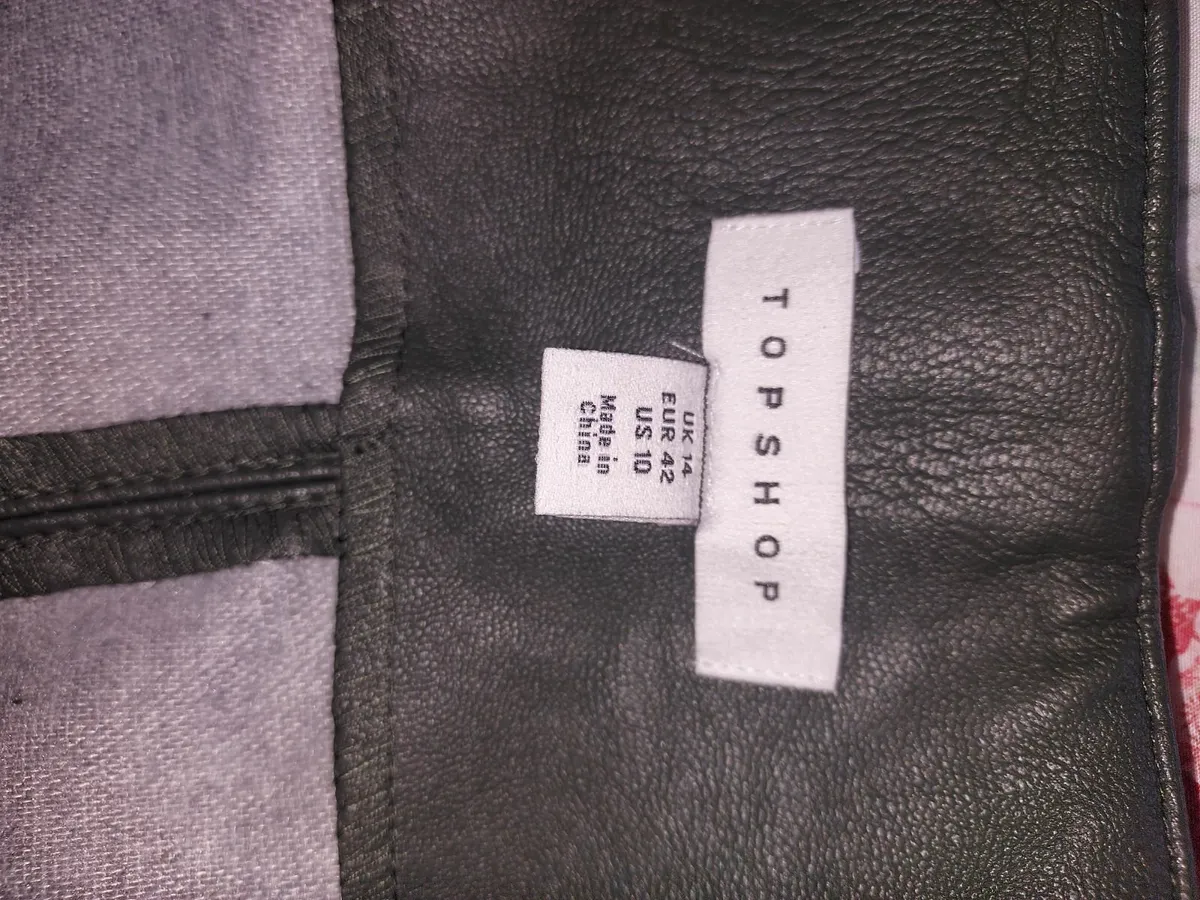 TOPSHOP
UK 14
EUR 42
US 10
Made in
China